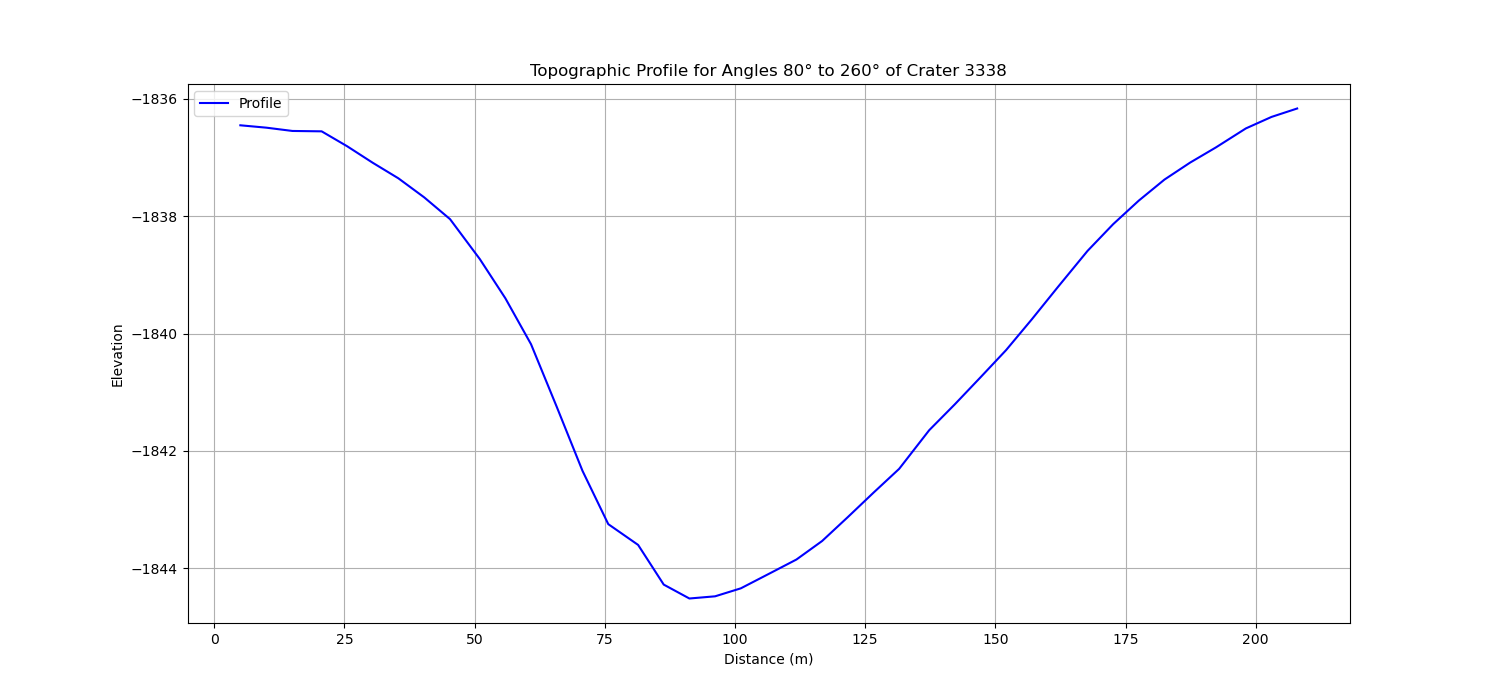 Topographic Profile for Angles 80° to 260° of Crater 3338
Profile
−1836
−1838
−1840
−1842
−1844
Elevation
0 25 50 75 100 125 150 175 200
Distance (m)